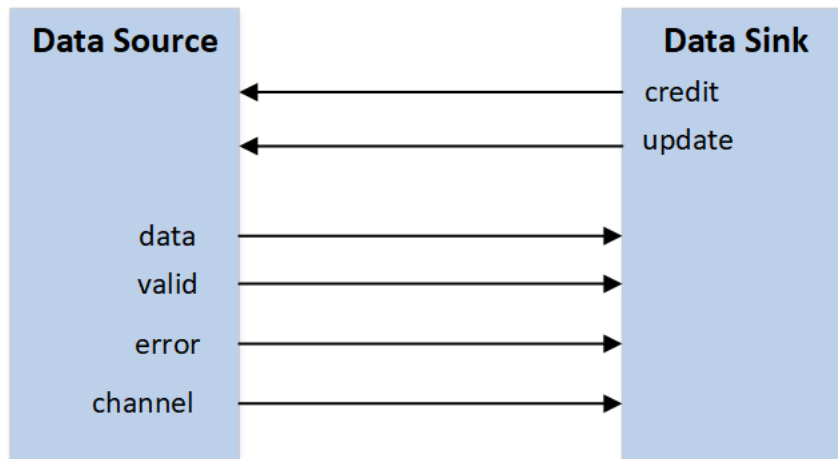 Data Source
Data Sink
credit
update
data
valid
error
channel